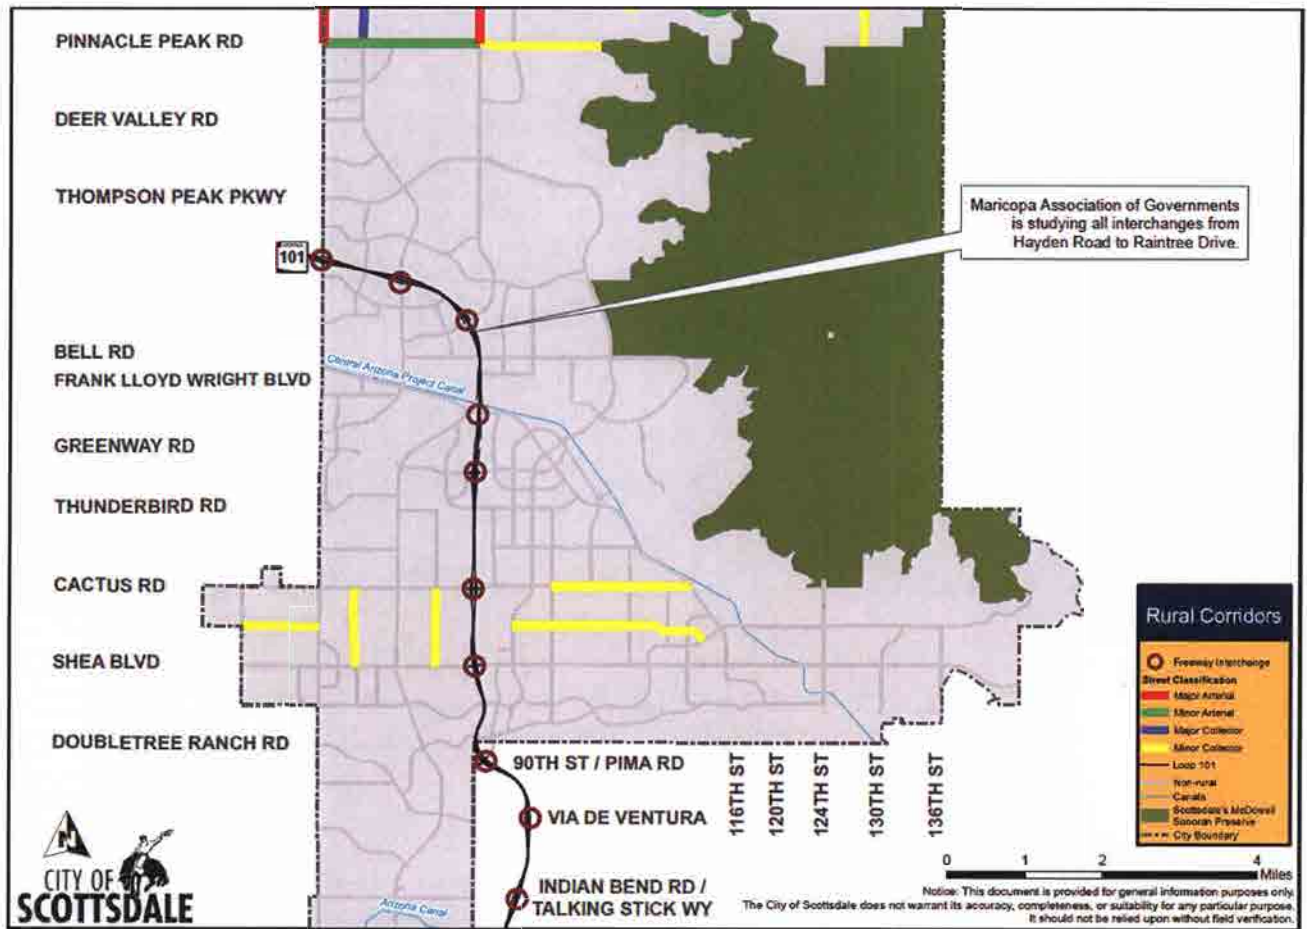 PINNACLE PEAK RD
DEER VALLEY RD
THOMPSON PEAK PKWY
101
Maricopa Association of Governments
is studying all interchanges from
Hayden Road to Raintree Drive.
BELL RD
FRANK LLOYD WRIGHT BLVD
Central Arizona Project Canal
GREENWAY RD
THUNDERBIRD RD
CACTUS RD
SHEA BLVD
DOUBLETREE RANCH RD
90TH ST / PIMA RD
VIA DE VENTURA
INDIAN BEND RD /
TALKING STICK WY
Arizona Canal
116TH ST
120TH ST
124TH ST
130TH ST
136TH ST
Rural Corridors
Freeway Interchange
Street Classification
Major Arterial
Minor Arterial
Major Collector
Minor Collector
Loop 101
Non-rural
Canals
Scottsdale's McDowell
Sonoran Preserve
City Boundary
N
CITY OF
SCOTTSDALE
0 1 2 4
Miles
Notice: This document is provided for general information purposes only.
The City of Scottsdale does not warrant its accuracy, completeness, or suitability for any particular purpose.
It should not be relied upon without field verification.